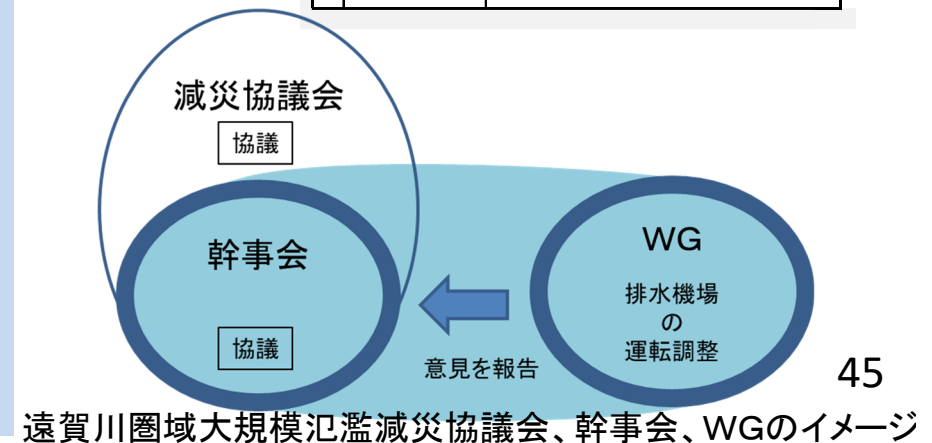 減災協議会
協議
幹事会
協議
WG
排水機場
の
運転調整
意見を報告
45
遠賀川圏域大規模氾濫減災協議会、幹事会、WGのイメージ